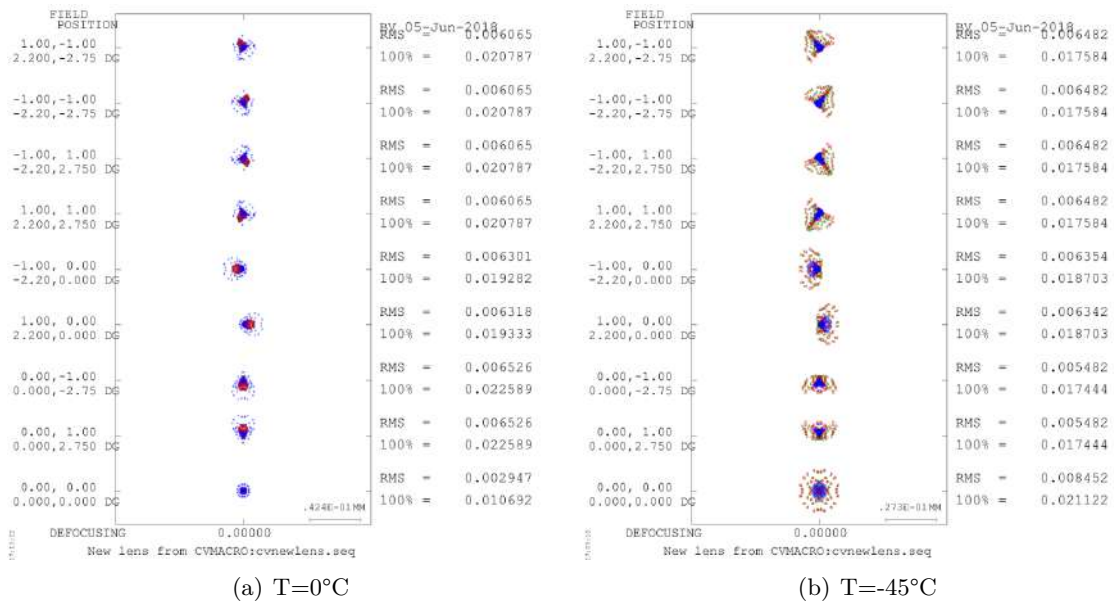 FIELD
POSITION
BV 05-Jun-2018
1.00,-1.00
2.200,-2.75 DG
RMS = 0.006065
100% = 0.020787
-1.00,-1.00
-2.20,-2.75 DG
RMS = 0.006065
100% = 0.020787
-1.00, 1.00
-2.20,2.750 DG
RMS = 0.006065
100% = 0.020787
1.00, 1.00
2.200,2.750 DG
RMS = 0.006065
100% = 0.020787
-1.00, 0.00
-2.20,0.000 DG
RMS = 0.006301
100% = 0.019282
1.00, 0.00
2.200,0.000 DG
RMS = 0.006318
100% = 0.019333
0.00,-1.00
0.000,-2.75 DG
RMS = 0.006526
100% = 0.022589
0.00, 1.00
0.000,2.750 DG
RMS = 0.006526
100% = 0.022589
0.00, 0.00
0.000,0.000 DG
RMS = 0.002947
100% = 0.010692
.424E-01MM
DEFOCUSING 0.00000
New lens from CVMACRO:cvnewlens.seq
(a) T=0°C
FIELD
POSITION
BV 05-Jun-2018
1.00,-1.00
2.200,-2.75 DG
RMS = 0.006482
100% = 0.017584
-1.00,-1.00
-2.20,-2.75 DG
RMS = 0.006482
100% = 0.017584
-1.00, 1.00
-2.20,2.750 DG
RMS = 0.006482
100% = 0.017584
1.00, 1.00
2.200,2.750 DG
RMS = 0.006482
100% = 0.017584
-1.00, 0.00
-2.20,0.000 DG
RMS = 0.006354
100% = 0.018703
1.00, 0.00
2.200,0.000 DG
RMS = 0.006342
100% = 0.018703
0.00,-1.00
0.000,-2.75 DG
RMS = 0.005482
100% = 0.017444
0.00, 1.00
0.000,2.750 DG
RMS = 0.005482
100% = 0.017444
0.00, 0.00
0.000,0.000 DG
RMS = 0.008452
100% = 0.021122
.273E-01MM
DEFOCUSING 0.00000
New lens from CVMACRO:cvnewlens.seq
(b) T=-45°C